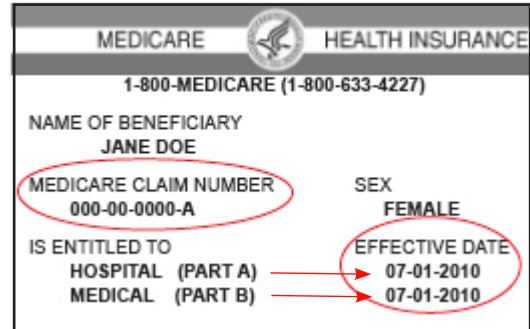 MEDICARE HEALTH INSURANCE
1-800-MEDICARE (1-800-633-4227)
NAME OF BENEFICIARY
JANE DOE
MEDICARE CLAIM NUMBER SEX
000-00-0000-A FEMALE
IS ENTITLED TO EFFECTIVE DATE
HOSPITAL (PART A) 07-01-2010
MEDICAL (PART B) 07-01-2010